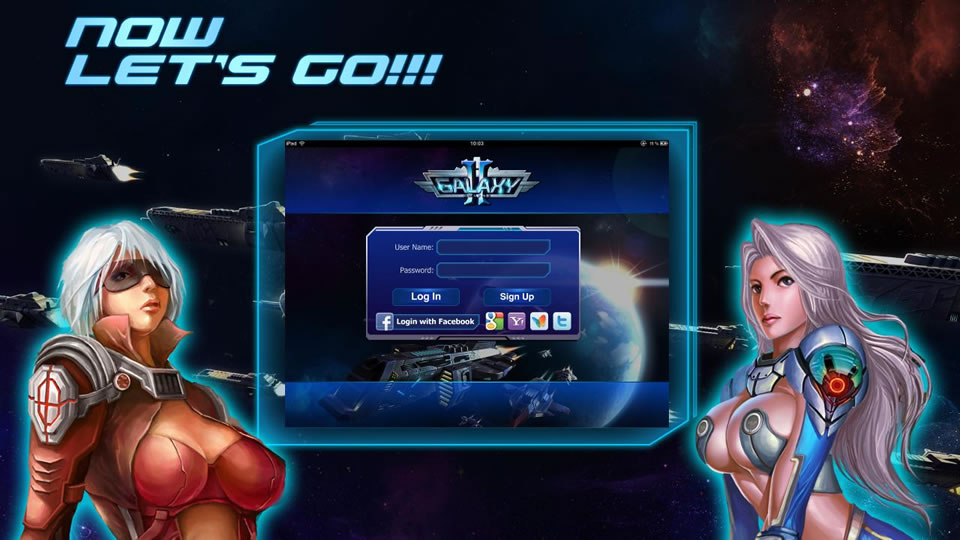 NOW
LET'S GO!!!
iPad
10:03
GALAXY
II
User Name:
Password:
Log In
Sign Up
f Login with Facebook
g
Y!
t